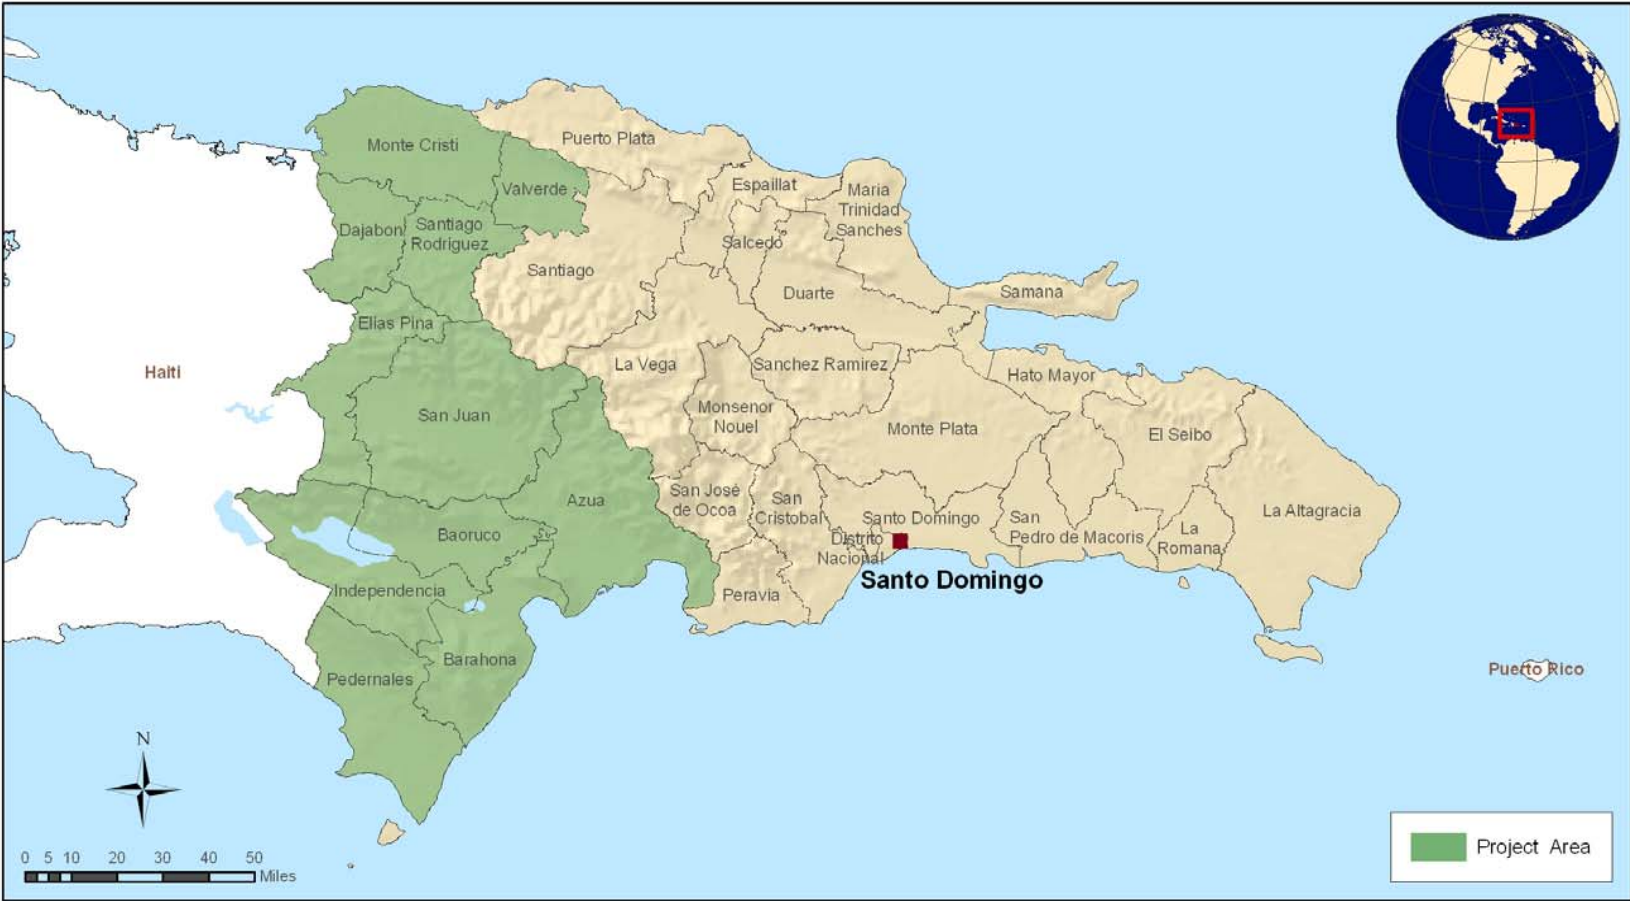 Monte Cristi
Puerto Plata
Valverde
Espaillat
Maria
Trinidad
Sanches
Dajabon
Santiago
Rodriguez
Salcedo
Santiago
Duarte
Samana
Elias Pina
La Vega
Sanchez Ramirez
Hato Mayor
Haiti
San Juan
Monsenor
Nouel
Monte Plata
El Seibo
Azua
San José
de Ocoa
San
Cristobal
Santo Domingo
San
Pedro de Macoris
La
Romana
La Altagracia
Baoruco
Distrito
Nacional
Santo Domingo
Independencia
Peravia
Barahona
Pedernales
Puerto Rico
N
0 5 10 20 30 40 50
Miles
Project Area